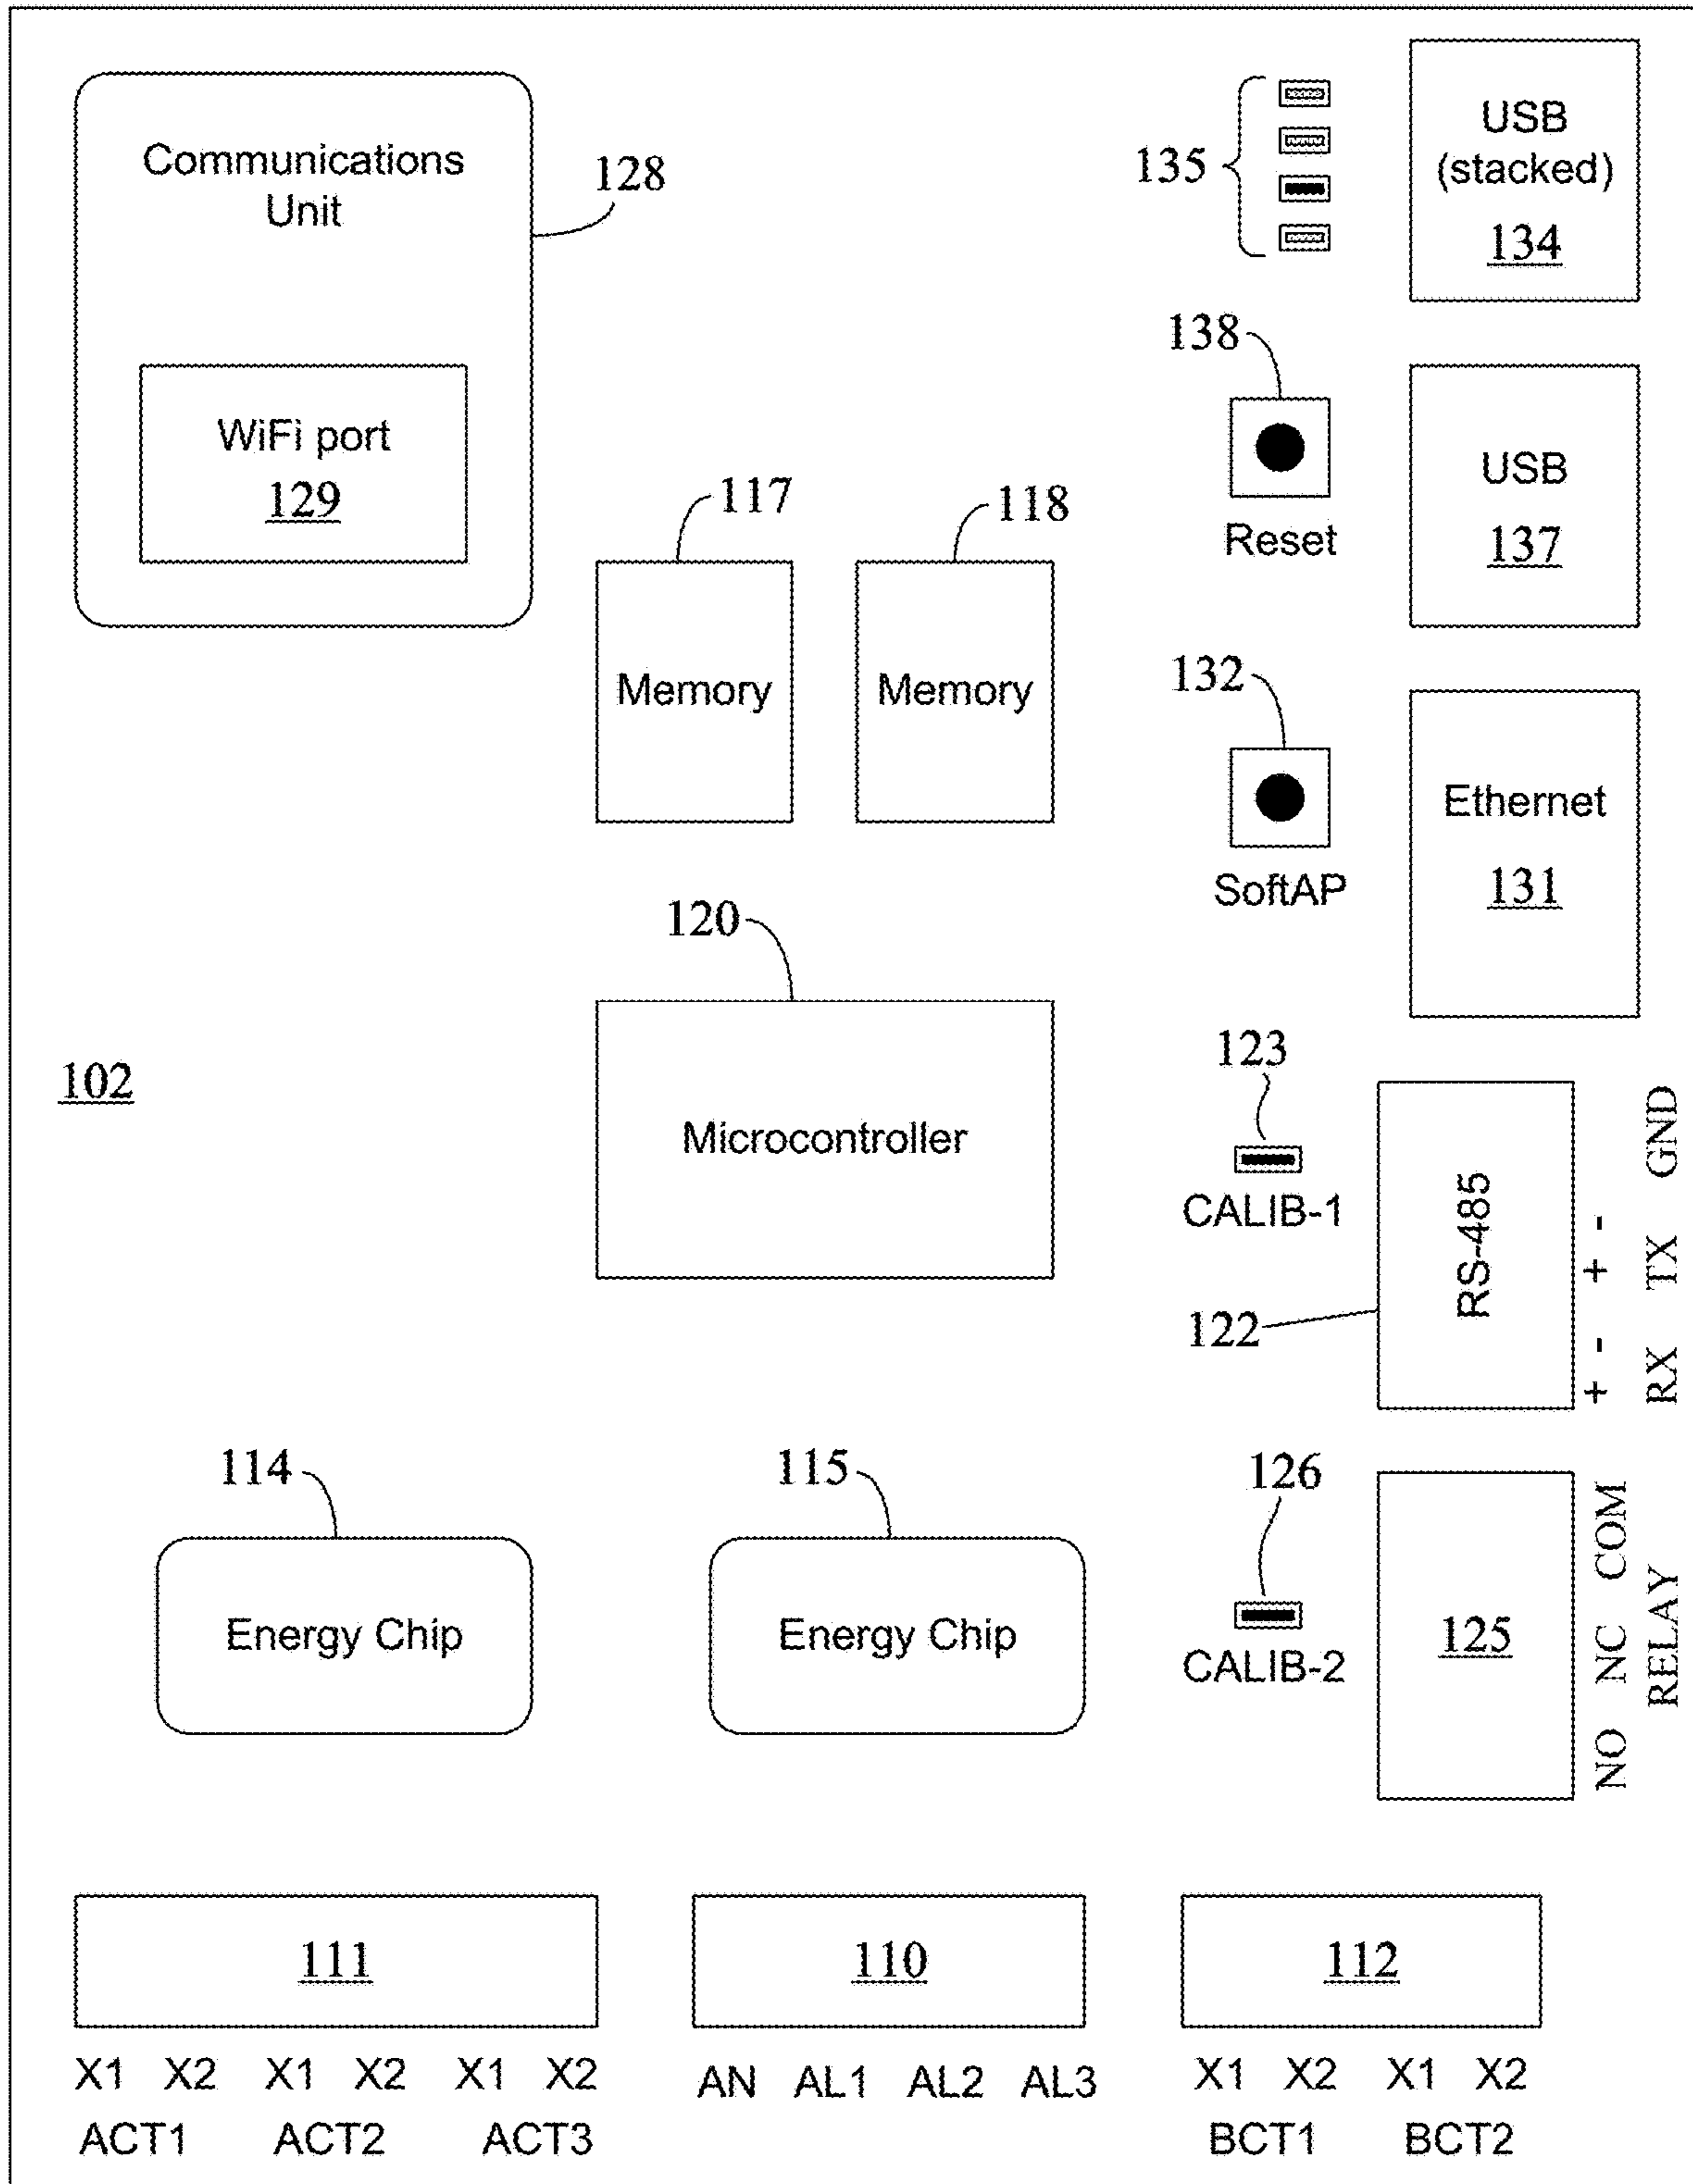 Communications
Unit
128
WiFi port
129
135
USB
(stacked)
134
138
Reset
USB
137
117
118
Memory
Memory
132
SoftAP
Ethernet
131
120
Microcontroller
102
123
CALIB-1
122
RS-485
+ - + -
RX TX GND
114
Energy Chip
115
Energy Chip
126
CALIB-2
125
NO NC COM
RELAY
111
110
112
X1 X2 X1 X2 X1 X2
ACT1 ACT2 ACT3
AN AL1 AL2 AL3
X1 X2 X1 X2
BCT1 BCT2